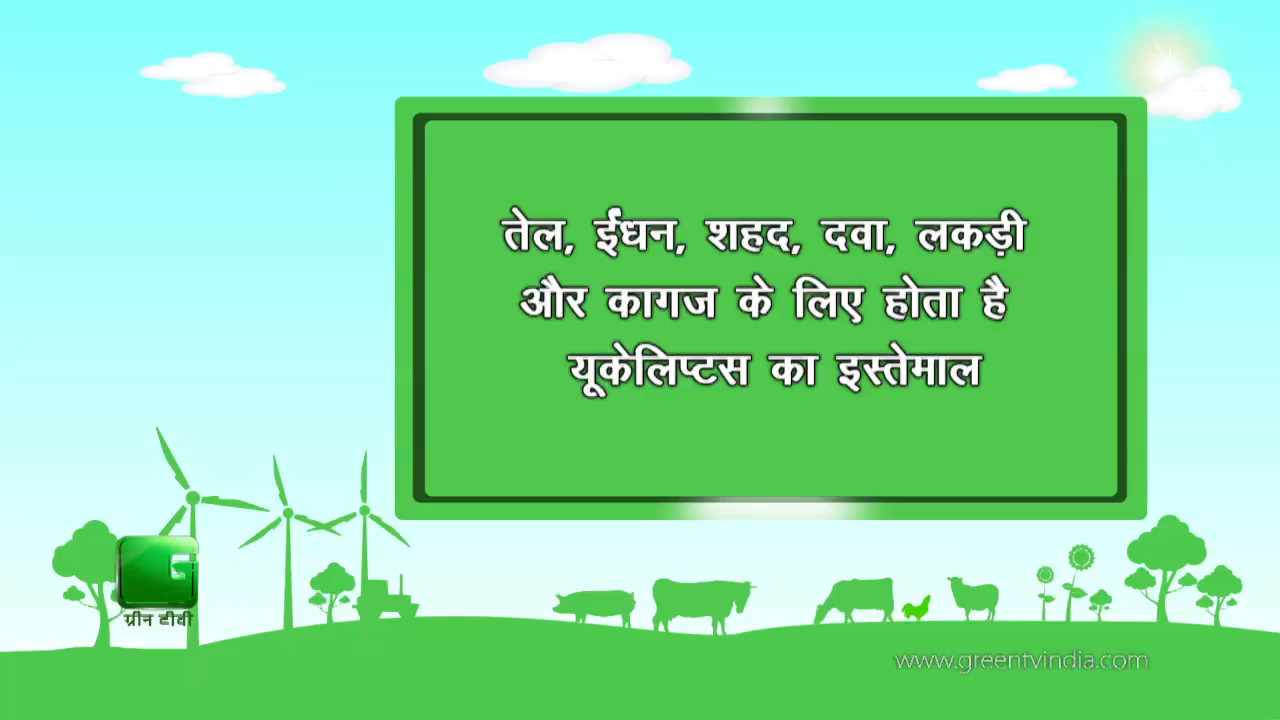 तेल, ईंधन, शहद, दवा, लकड़ी
और कागज के लिए होता है
यूकेलिप्टस का इस्तेमाल
ग्रीन टीवी
www.greentvindia.com